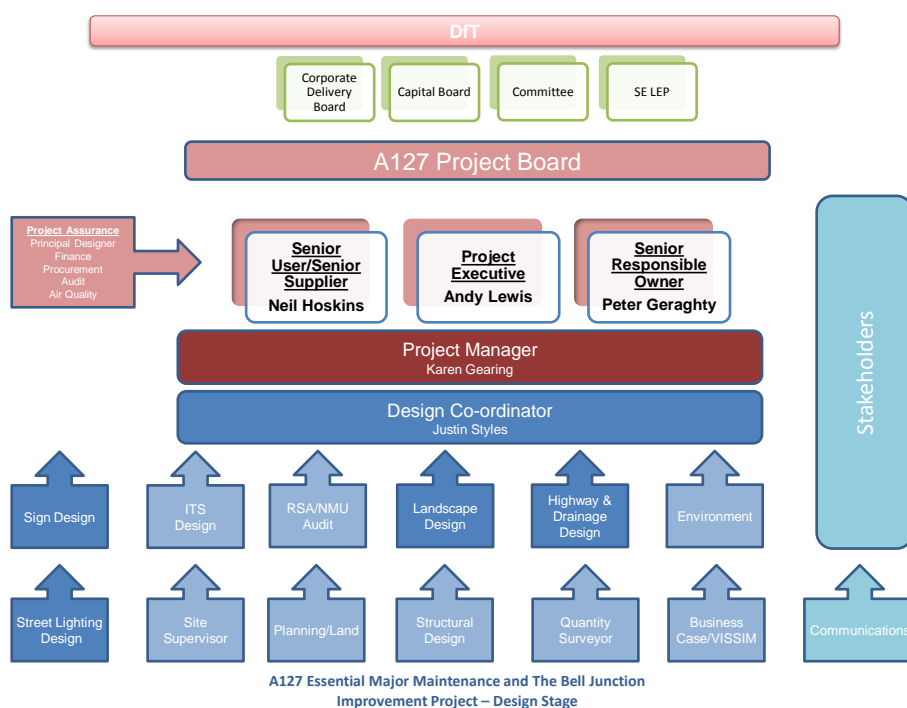 DfT
Corporate
Delivery
Board
Capital Board
Committee
SE LEP
A127 Project Board
Project Assurance
Principal Designer
Finance
Procurement
Audit
Air Quality
Senior
User/Senior
Supplier
Neil Hoskins
Project
Executive
Andy Lewis
Senior
Responsible
Owner
Peter Geraghty
Stakeholders
Project Manager
Karen Gearing
Design Co-ordinator
Justin Styles
Sign Design
ITS
Design
RSA/NMU
Audit
Landscape
Design
Highway &
Drainage
Design
Environment
Street Lighting
Design
Site
Supervisor
Planning/Land
Structural
Design
Quantity
Surveyor
Business
Case/VISSIM
Communications
A127 Essential Major Maintenance and The Bell Junction
Improvement Project – Design Stage